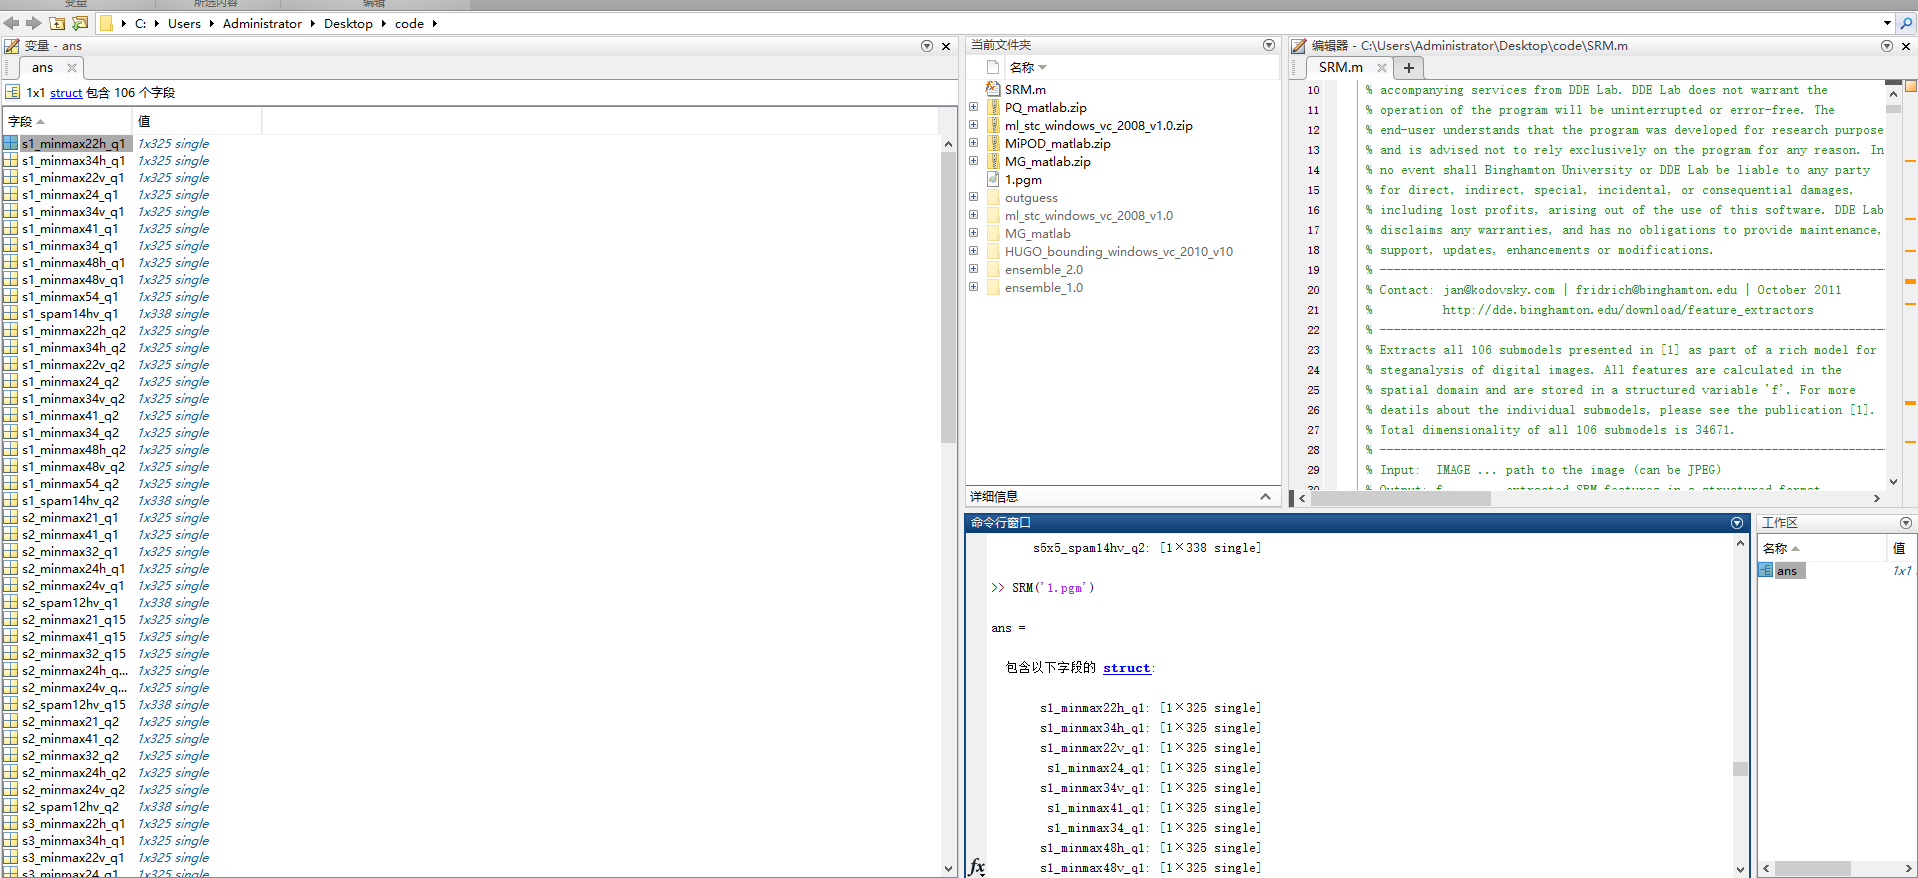 变量
所选内容
编辑
C: Users Administrator Desktop code
变量 - ans
ans
1x1 struct 包含 106 个字段
字段 值
s1_minmax22h_q1 1x325 single
s1_minmax34h_q1 1x325 single
s1_minmax22v_q1 1x325 single
s1_minmax24_q1 1x325 single
s1_minmax34v_q1 1x325 single
s1_minmax41_q1 1x325 single
s1_minmax34_q1 1x325 single
s1_minmax48h_q1 1x325 single
s1_minmax48v_q1 1x325 single
s1_minmax54_q1 1x325 single
s1_spam14hv_q1 1x338 single
s1_minmax22h_q2 1x325 single
s1_minmax34h_q2 1x325 single
s1_minmax22v_q2 1x325 single
s1_minmax24_q2 1x325 single
s1_minmax34v_q2 1x325 single
s1_minmax41_q2 1x325 single
s1_minmax34_q2 1x325 single
s1_minmax48h_q2 1x325 single
s1_minmax48v_q2 1x325 single
s1_minmax54_q2 1x325 single
s1_spam14hv_q2 1x338 single
s2_minmax21_q1 1x325 single
s2_minmax41_q1 1x325 single
s2_minmax32_q1 1x325 single
s2_minmax24h_q1 1x325 single
s2_minmax24v_q1 1x325 single
s2_spam12hv_q1 1x338 single
s2_minmax21_q15 1x325 single
s2_minmax41_q15 1x325 single
s2_minmax32_q15 1x325 single
s2_minmax24h_q... 1x325 single
s2_minmax24v_q... 1x325 single
s2_spam12hv_q15 1x338 single
s2_minmax21_q2 1x325 single
s2_minmax41_q2 1x325 single
s2_minmax32_q2 1x325 single
s2_minmax24h_q2 1x325 single
s2_minmax24v_q2 1x325 single
s2_spam12hv_q2 1x338 single
s3_minmax22h_q1 1x325 single
s3_minmax34h_q1 1x325 single
s3_minmax22v_q1 1x325 single
s3_minmax24_q1 1x325 single
当前文件夹
名称
SRM.m
PQ_matlab.zip
ml_stc_windows_vc_2008_v1.0.zip
MiPOD_matlab.zip
MG_matlab.zip
1.pgm
outguess
ml_stc_windows_vc_2008_v1.0
MG_matlab
HUGO_bounding_windows_vc_2010_v10
ensemble_2.0
ensemble_1.0
详细信息
编辑器 - C:\Users\Administrator\Desktop\code\SRM.m
SRM.m +
10 % accompanying services from DDE Lab. DDE Lab does not warrant the
11 % operation of the program will be uninterrupted or error-free. The
12 % end-user understands that the program was developed for research purpose
13 % and is advised not to rely exclusively on the program for any reason. In
14 % no event shall Binghamton University or DDE Lab be liable to any party
15 % for direct, indirect, special, incidental, or consequential damages,
16 % including lost profits, arising out of the use of this software. DDE Lab
17 % disclaims any warranties, and has no obligations to provide maintenance,
18 % support, updates, enhancements or modifications.
19 % -------------------------------------------------------------------------
20 % Contact: jan@kodovsky.com | fridrich@binghamton.edu | October 2011
21 % http://dde.binghamton.edu/download/feature_extractors
22 % -------------------------------------------------------------------------
23 % Extracts all 106 submodels presented in [1] as part of a rich model for
24 % steganalysis of digital images. All features are calculated in the
25 % spatial domain and are stored in a structured variable 'f'. For more
26 % deatils about the individual submodels, please see the publication [1].
27 % Total dimensionality of all 106 submodels is 34671.
28 % -------------------------------------------------------------------------
29 % Input: IMAGE ... path to the image (can be JPEG)
30 % Output: f ...... extracted SRM features in a structured format
命令行窗口
s5x5_spam14hv_q2: [1×338 single]
>> SRM('1.pgm')
ans =
包含以下字段的 struct:
s1_minmax22h_q1: [1×325 single]
s1_minmax34h_q1: [1×325 single]
s1_minmax22v_q1: [1×325 single]
s1_minmax24_q1: [1×325 single]
s1_minmax34v_q1: [1×325 single]
s1_minmax41_q1: [1×325 single]
s1_minmax34_q1: [1×325 single]
s1_minmax48h_q1: [1×325 single]
s1_minmax48v_q1: [1×325 single]
fx
工作区
名称 值
ans 1x1